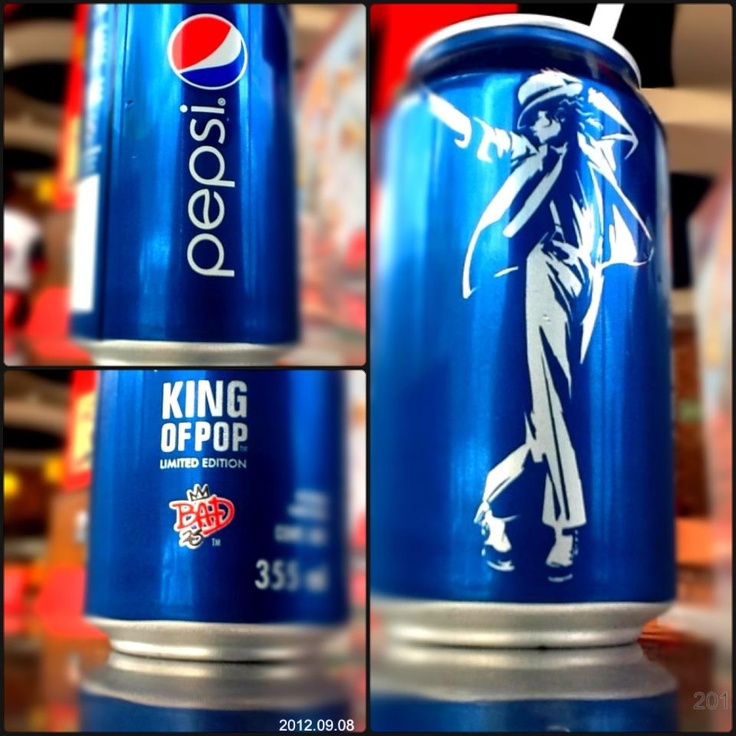 pepsi.
KING
OF POP
LIMITED EDITION
BAD
25
TM
355 ml
2012.09.08
201